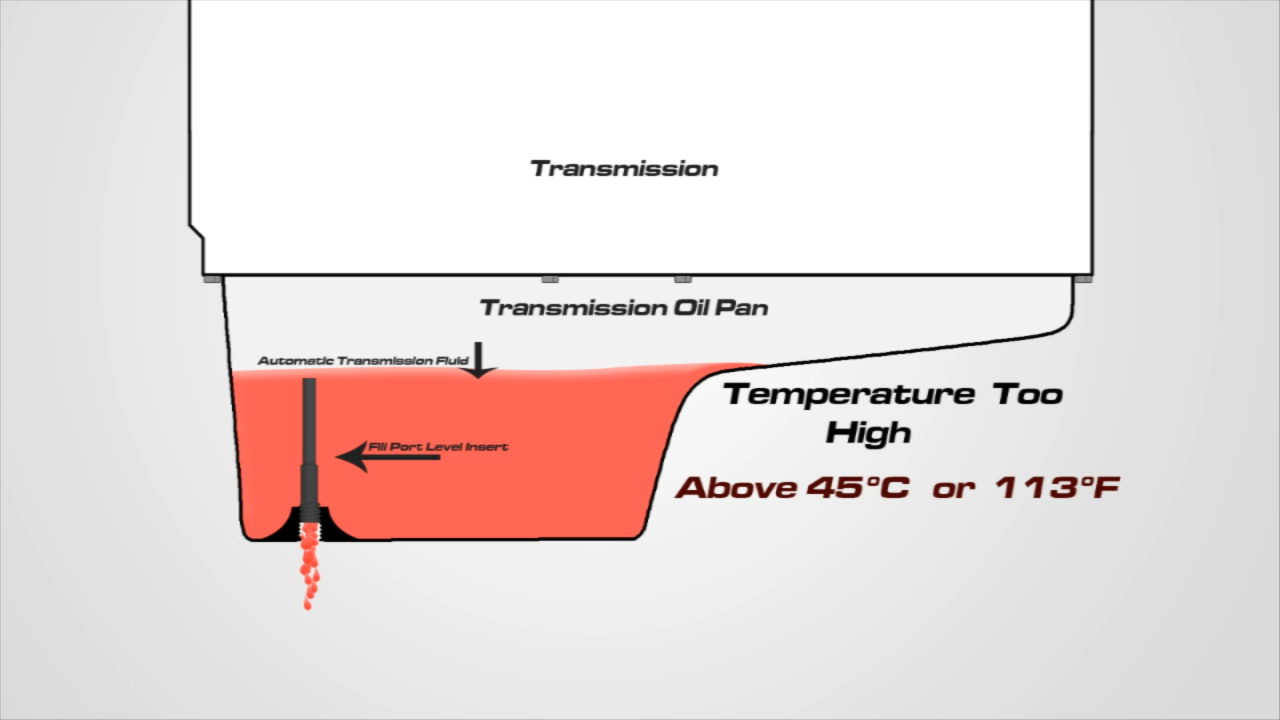 Transmission
Transmission Oil Pan
Automatic Transmission Fluid
Fill Port Level Insert
Temperature Too
High
Above 45°C or 113°F